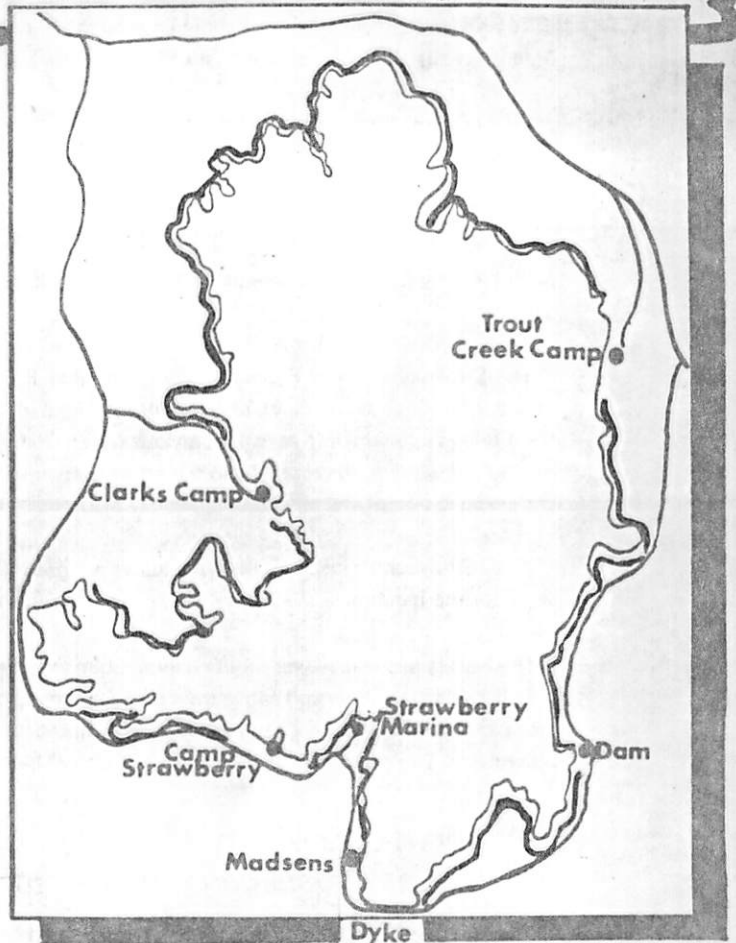 Trout
Creek Camp
Clarks Camp
Strawberry
Marina
Camp
Strawberry
Dam
Madsens
Dyke